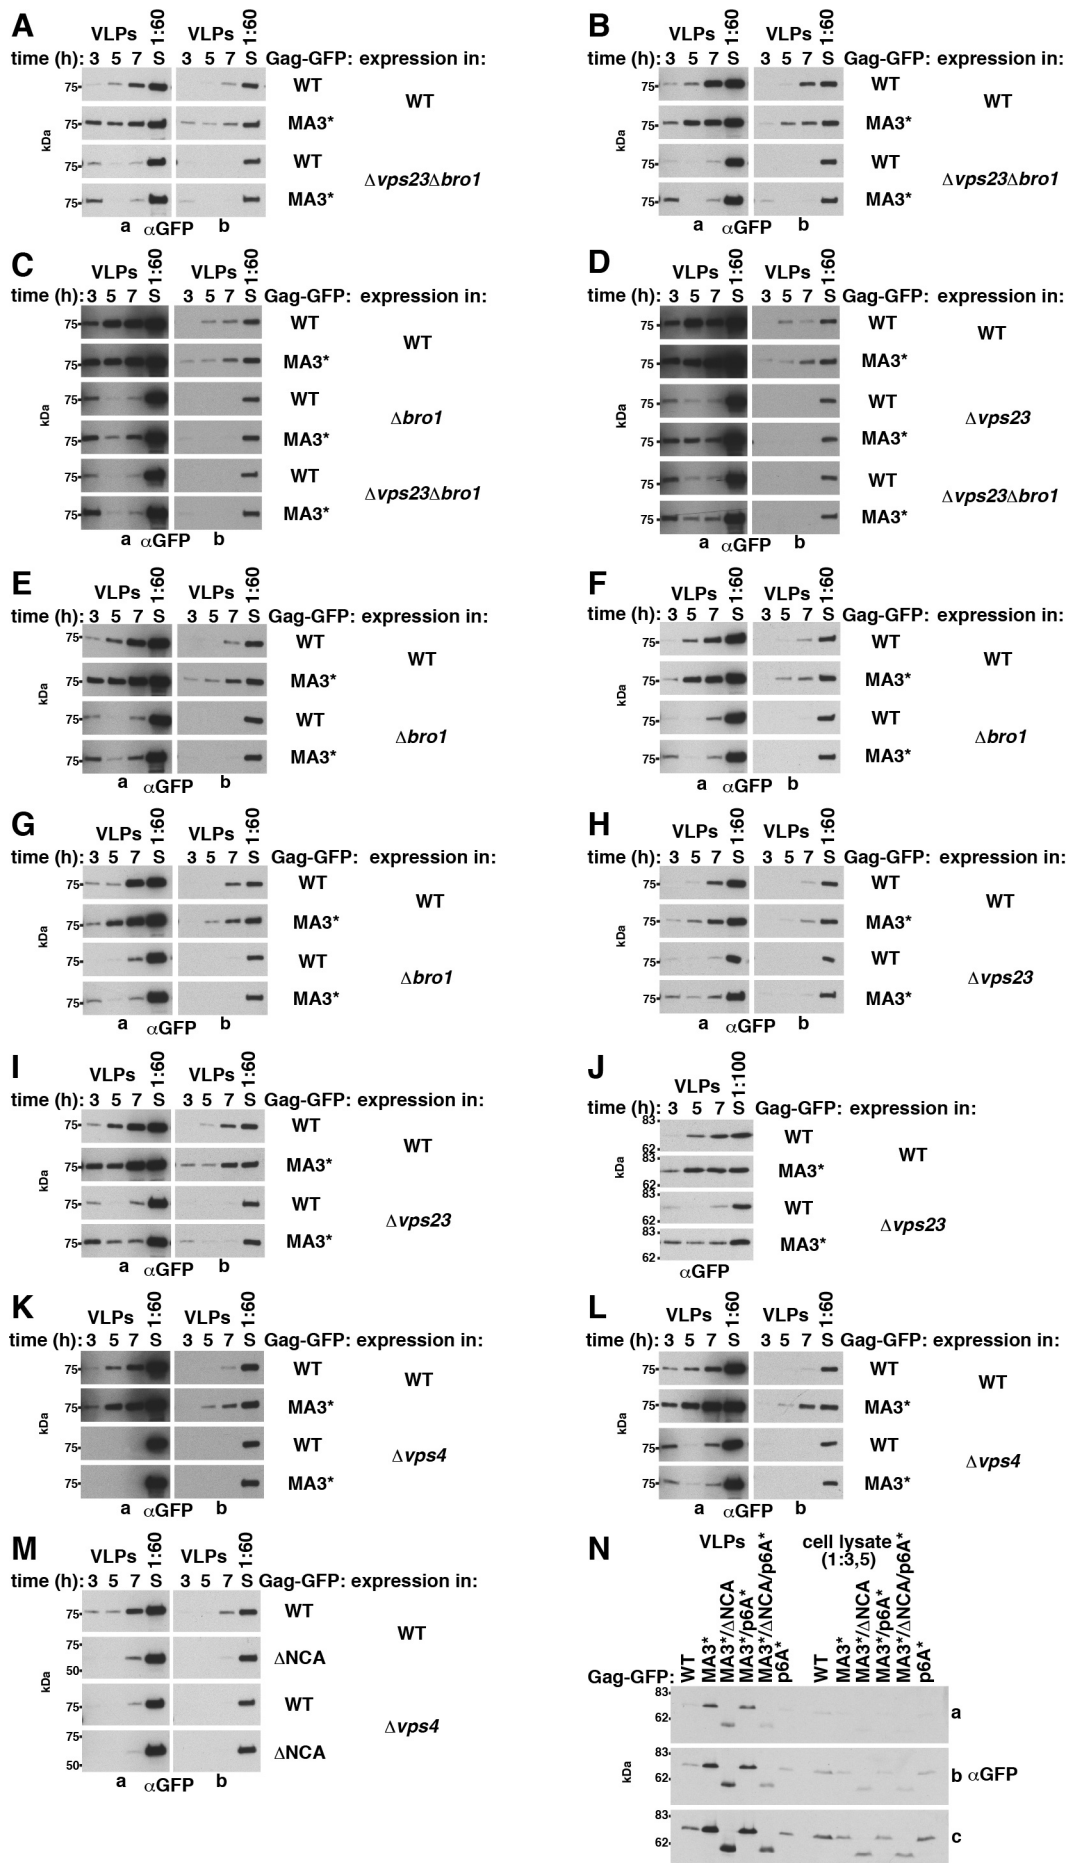 A
VLPs 1:60 VLPs 1:60
time (h): 3 5 7 S 3 5 7 S Gag-GFP: expression in:
75- WT
WT
75- MA3*
kDa
75- WT
Δvps23Δbro1
75- MA3*
a αGFP b
B
VLPs 1:60 VLPs 1:60
time (h): 3 5 7 S 3 5 7 S Gag-GFP: expression in:
75- WT
WT
75- MA3*
kDa
75- WT
Δvps23Δbro1
75- MA3*
a αGFP b
C
VLPs 1:60 VLPs 1:60
time (h): 3 5 7 S 3 5 7 S Gag-GFP: expression in:
75- WT
WT
75- MA3*
75- WT
kDa
Δbro1
75- MA3*
75- WT
Δvps23Δbro1
75- MA3*
a αGFP b
D
VLPs 1:60 VLPs 1:60
time (h): 3 5 7 S 3 5 7 S Gag-GFP: expression in:
75- WT
WT
75- MA3*
75- WT
kDa
Δvps23
75- MA3*
75- WT
Δvps23Δbro1
75- MA3*
a αGFP b
E
VLPs 1:60 VLPs 1:60
time (h): 3 5 7 S 3 5 7 S Gag-GFP: expression in:
75- WT
WT
75- MA3*
kDa
75- WT
Δbro1
75- MA3*
a αGFP b
F
VLPs 1:60 VLPs 1:60
time (h): 3 5 7 S 3 5 7 S Gag-GFP: expression in:
75- WT
WT
75- MA3*
kDa
75- WT
Δbro1
75- MA3*
a αGFP b
G
VLPs 1:60 VLPs 1:60
time (h): 3 5 7 S 3 5 7 S Gag-GFP: expression in:
75- WT
WT
75- MA3*
kDa
75- WT
Δbro1
75- MA3*
a αGFP b
H
VLPs 1:60 VLPs 1:60
time (h): 3 5 7 S 3 5 7 S Gag-GFP: expression in:
75- WT
WT
75- MA3*
kDa
75- WT
Δvps23
75- MA3*
a αGFP b
I
VLPs 1:60 VLPs 1:60
time (h): 3 5 7 S 3 5 7 S Gag-GFP: expression in:
75- WT
WT
75- MA3*
kDa
75- WT
Δvps23
75- MA3*
a αGFP b
J
VLPs 1:100
time (h): 3 5 7 S Gag-GFP: expression in:
83-
WT
62-
WT
83-
MA3*
62-
kDa
83-
WT
62-
Δvps23
83-
MA3*
62-
αGFP
K
VLPs 1:60 VLPs 1:60
time (h): 3 5 7 S 3 5 7 S Gag-GFP: expression in:
75- WT
WT
75- MA3*
kDa
75- WT
Δvps4
75- MA3*
a αGFP b
L
VLPs 1:60 VLPs 1:60
time (h): 3 5 7 S 3 5 7 S Gag-GFP: expression in:
75- WT
WT
75- MA3*
kDa
75- WT
Δvps4
75- MA3*
a αGFP b
M
VLPs 1:60 VLPs 1:60
time (h): 3 5 7 S 3 5 7 S Gag-GFP: expression in:
75- WT
WT
75-
ΔNCA
50-
kDa
75- WT
Δvps4
75-
ΔNCA
50-
a αGFP b
N
VLPs cell lysate
(1:3,5)
Gag-GFP: WT MA3* MA3*/ΔNCA MA3*/p6A* MA3*/ΔNCA/p6A* p6A* WT MA3* MA3*/ΔNCA MA3*/p6A* MA3*/ΔNCA/p6A* p6A*
83-
62- a
83-
kDa 62- b αGFP
83-
62- c